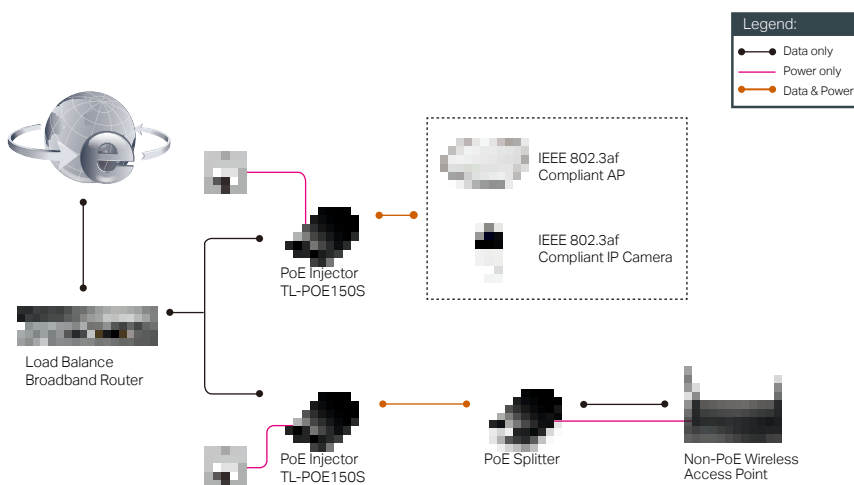 Legend:
Data only
Power only
Data & Power
IEEE 802.3af
Compliant AP
IEEE 802.3af
Compliant IP Camera
PoE Injector
TL-POE150S
Load Balance
Broadband Router
PoE Injector
TL-POE150S
PoE Splitter
Non-PoE Wireless
Access Point